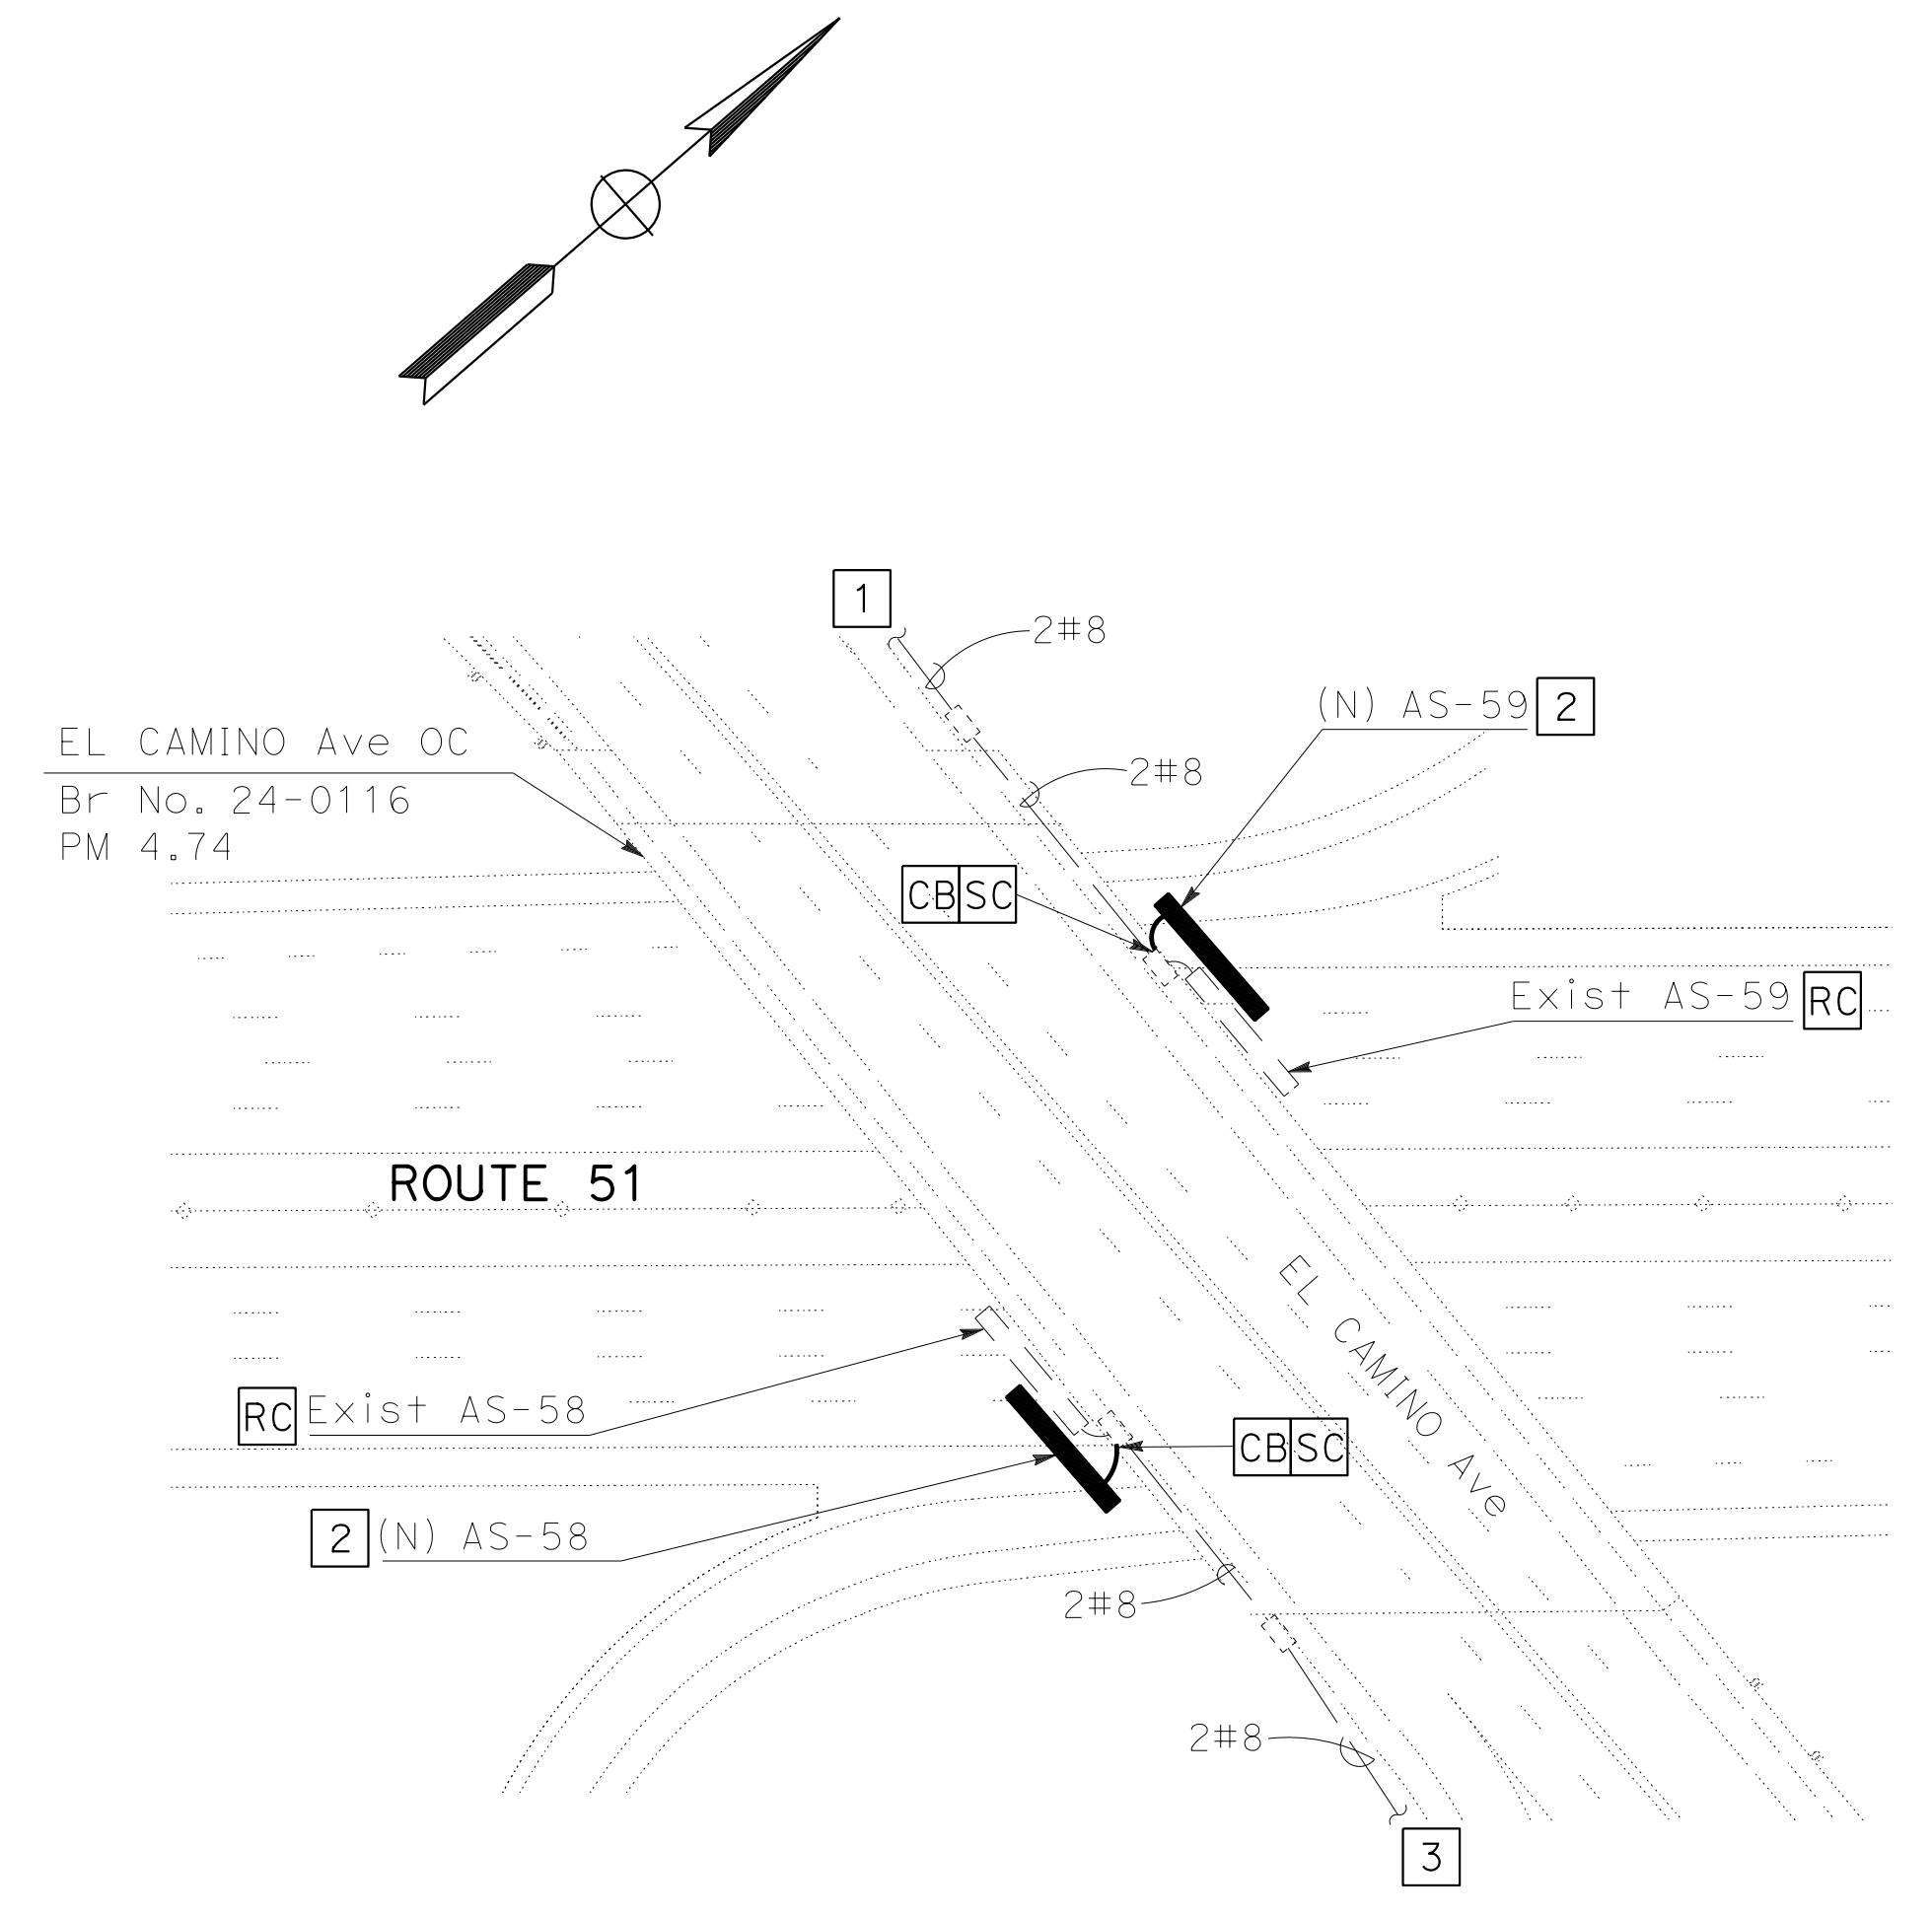 1
2#8
(N) AS-59 2
EL CAMINO Ave OC
Br No. 24-0116
PM 4.74
2#8
CB SC
Exist AS-59 RC
ROUTE 51
EL CAMINO Ave
RC Exist AS-58
CB SC
2 (N) AS-58
2#8
2#8
3